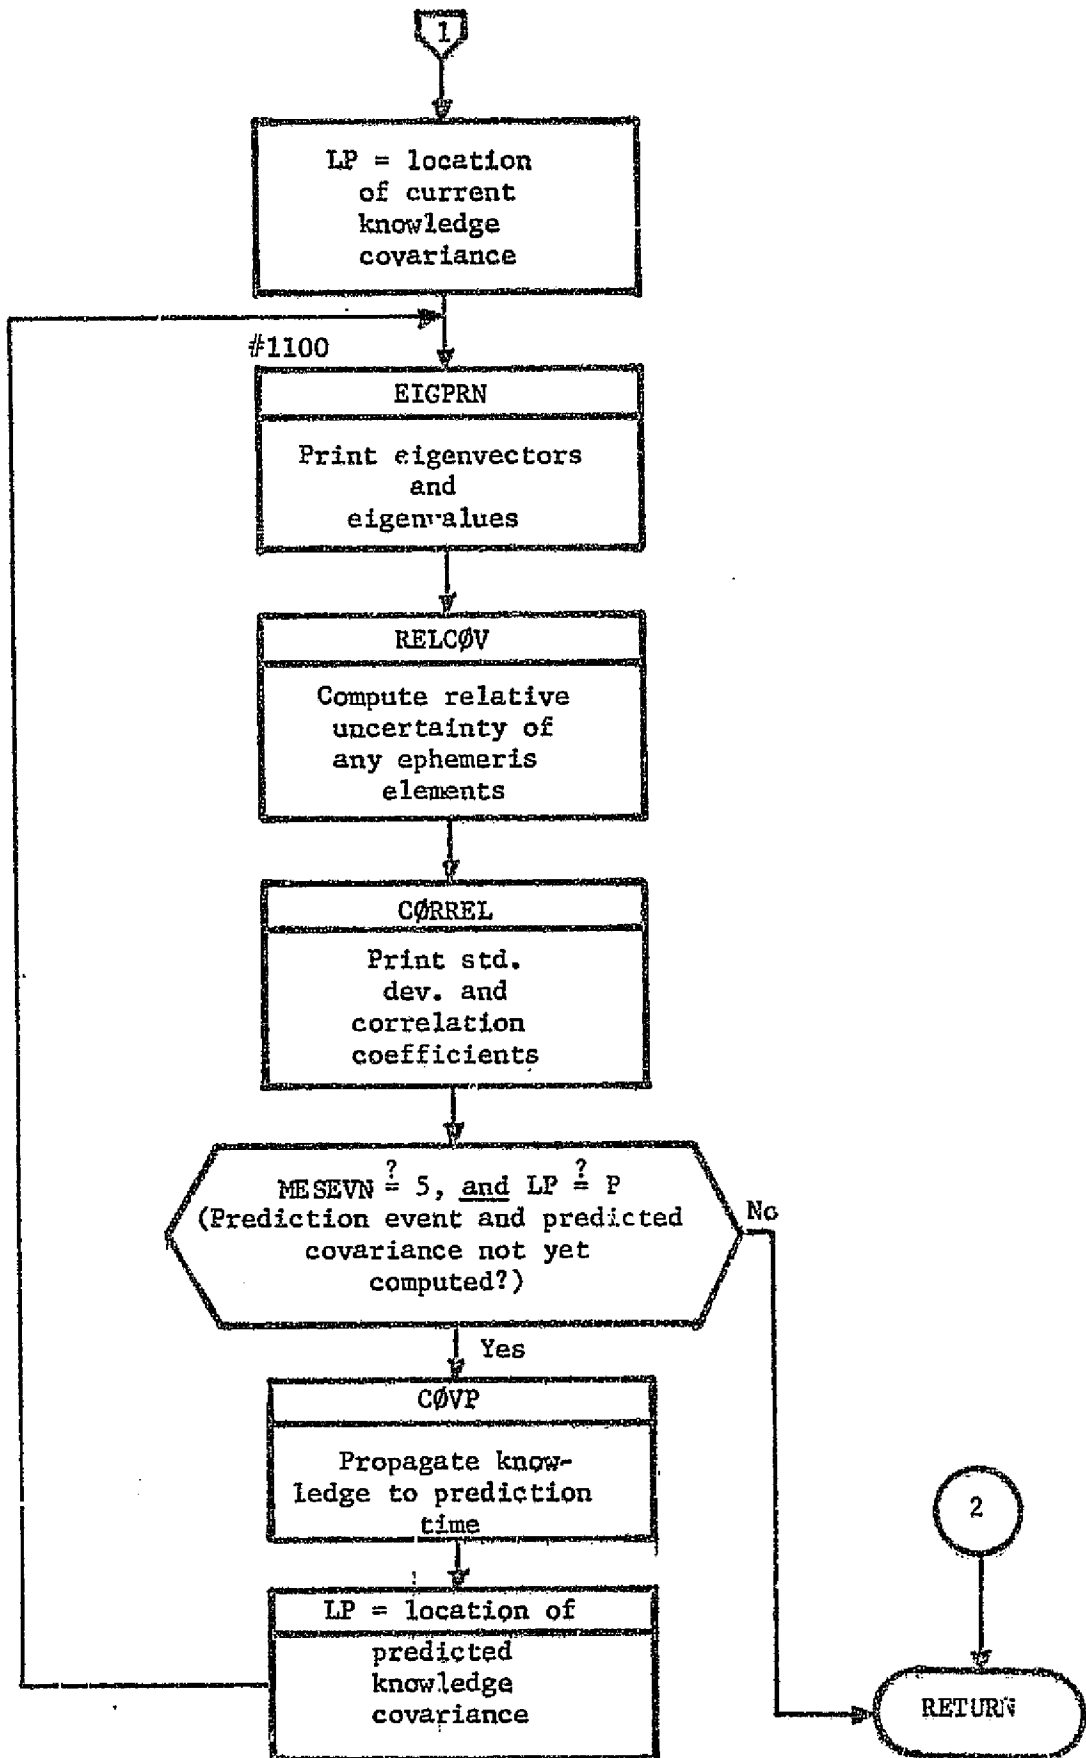 1
LP = location
of current
knowledge
covariance
#1100
EIGPRN
Print eigenvectors
and
eigenvalues
RELCØV
Compute relative
uncertainty of
any ephemeris
elements
CØRREL
Print std.
dev. and
correlation
coefficients
MESEVN ≟ 5, and LP ≟ P
(Prediction event and predicted
covariance not yet
computed?)
No
Yes
CØVP
Propagate know-
ledge to prediction
time
LP = location of
predicted
knowledge
covariance
2
RETURN